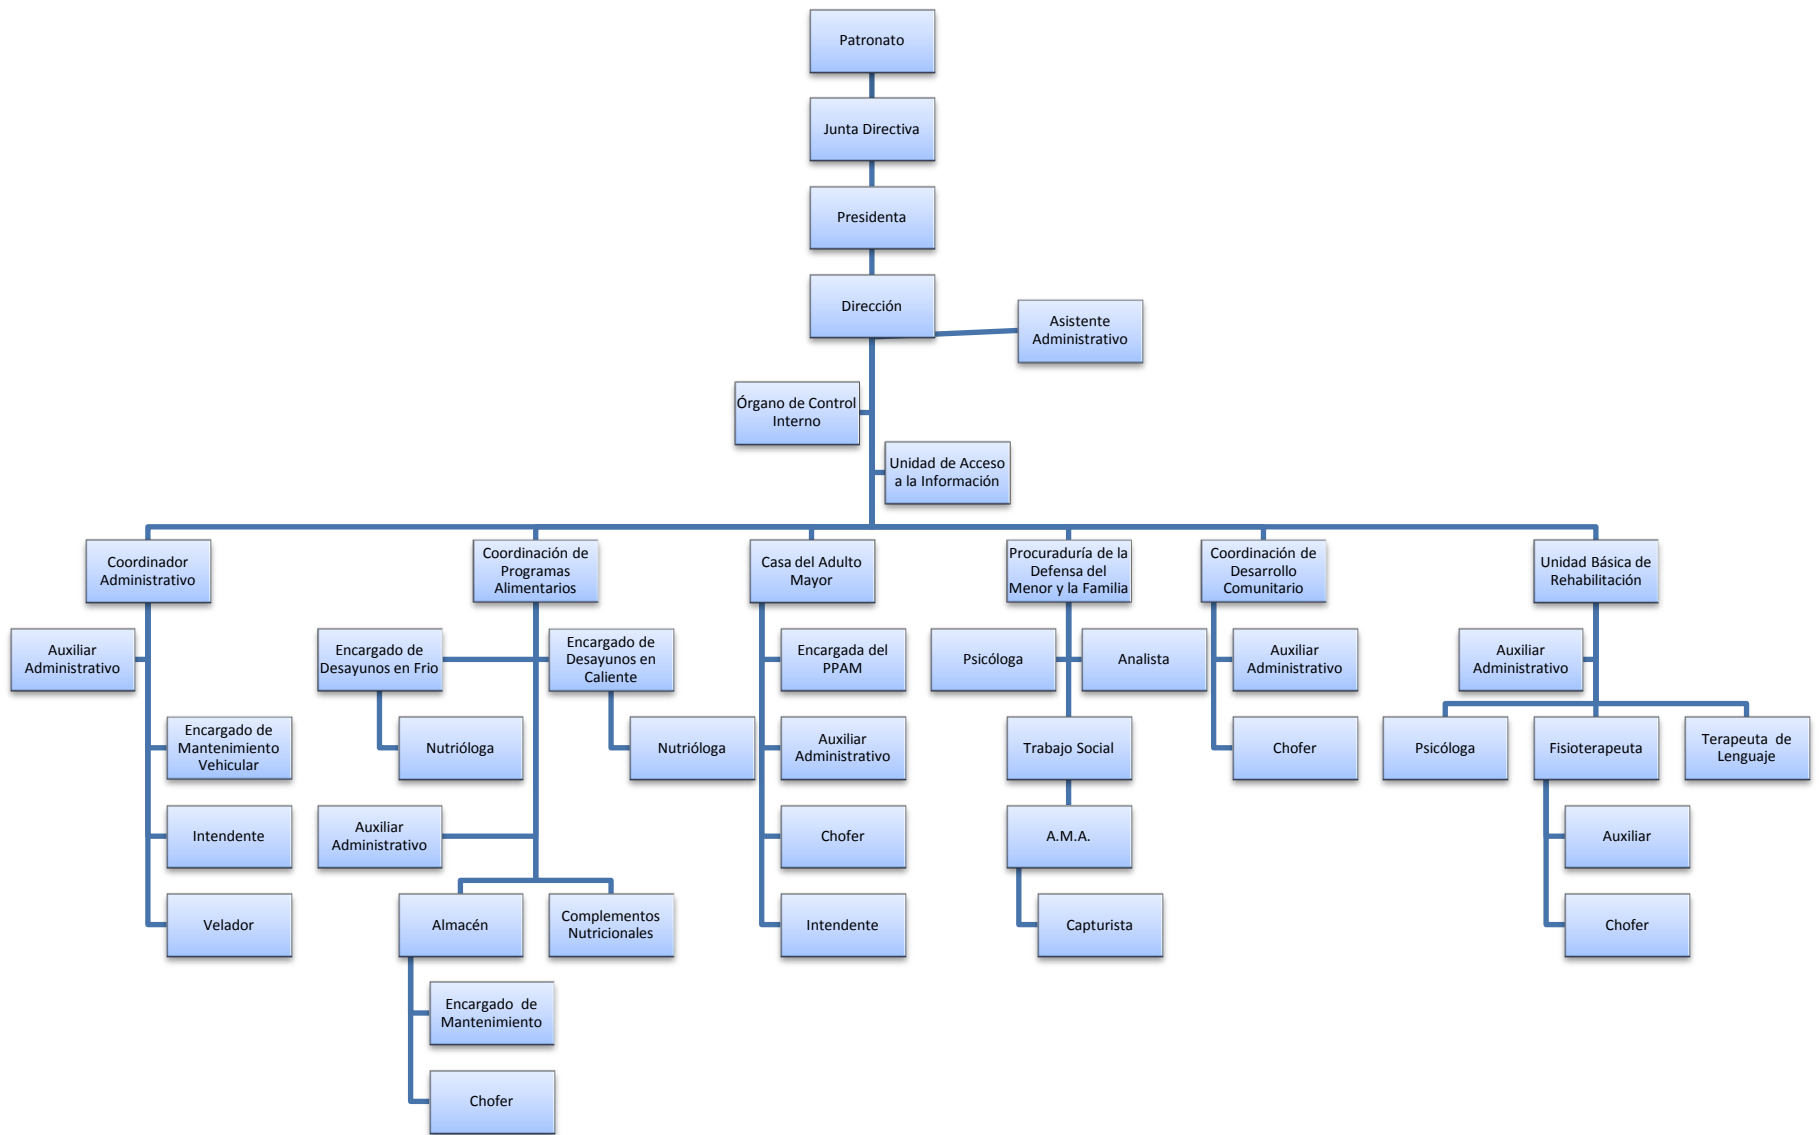 Patronato
Junta Directiva
Presidenta
Dirección
Asistente
Administrativo
Órgano de Control
Interno
Unidad de Acceso
a la Información
Coordinador
Administrativo
Coordinación de
Programas
Alimentarios
Casa del Adulto
Mayor
Procuraduría de la
Defensa del
Menor y la Familia
Coordinación de
Desarrollo
Comunitario
Unidad Básica de
Rehabilitación
Auxiliar
Administrativo
Encargado de
Desayunos en Frio
Encargado de
Desayunos en
Caliente
Encargada del
PPAM
Psicóloga
Analista
Auxiliar
Administrativo
Auxiliar
Administrativo
Encargado de
Mantenimiento
Vehicular
Nutrióloga
Nutrióloga
Auxiliar
Administrativo
Trabajo Social
Chofer
Psicóloga
Fisioterapeuta
Terapeuta de
Lenguaje
Intendente
Auxiliar
Administrativo
Chofer
A.M.A.
Auxiliar
Velador
Almacén
Complementos
Nutricionales
Intendente
Capturista
Chofer
Encargado de
Mantenimiento
Chofer